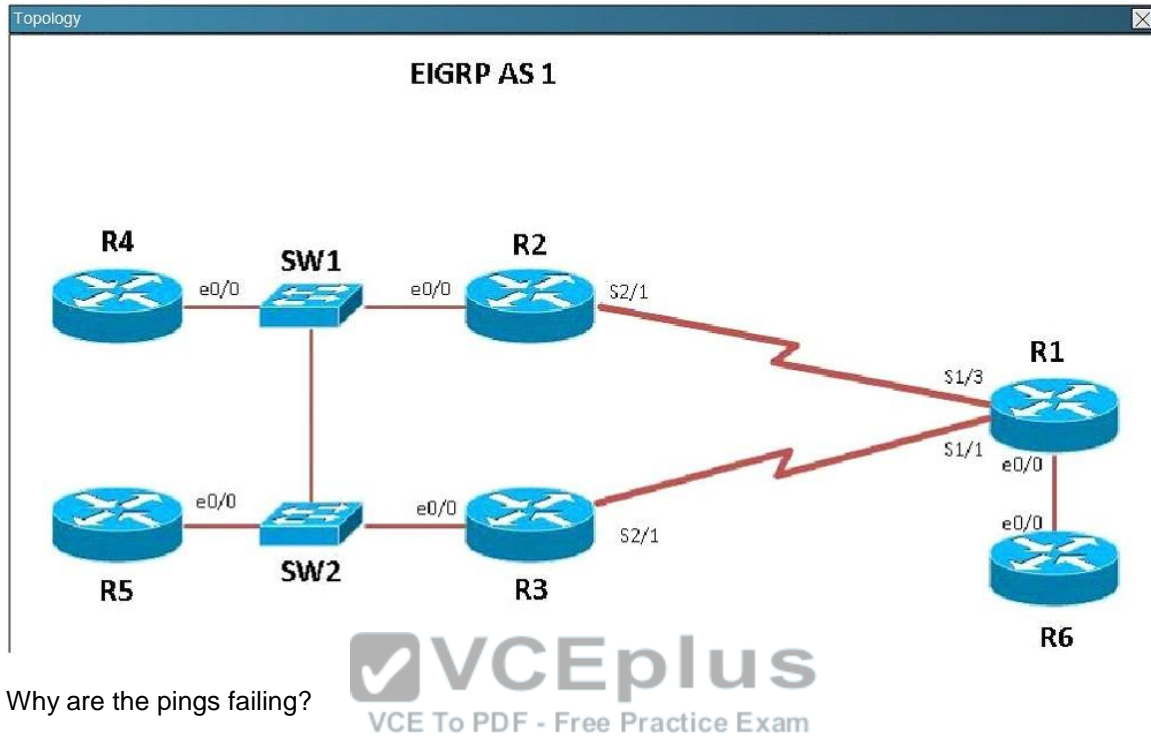 Topology
EIGRP AS 1
R4
SW1
R2
e0/0
e0/0
S2/1
R1
S1/3
S1/1
e0/0
e0/0
e0/0
e0/0
S2/1
R5
SW2
R3
R6
VCEplus
VCE To PDF - Free Practice Exam
Why are the pings failing?